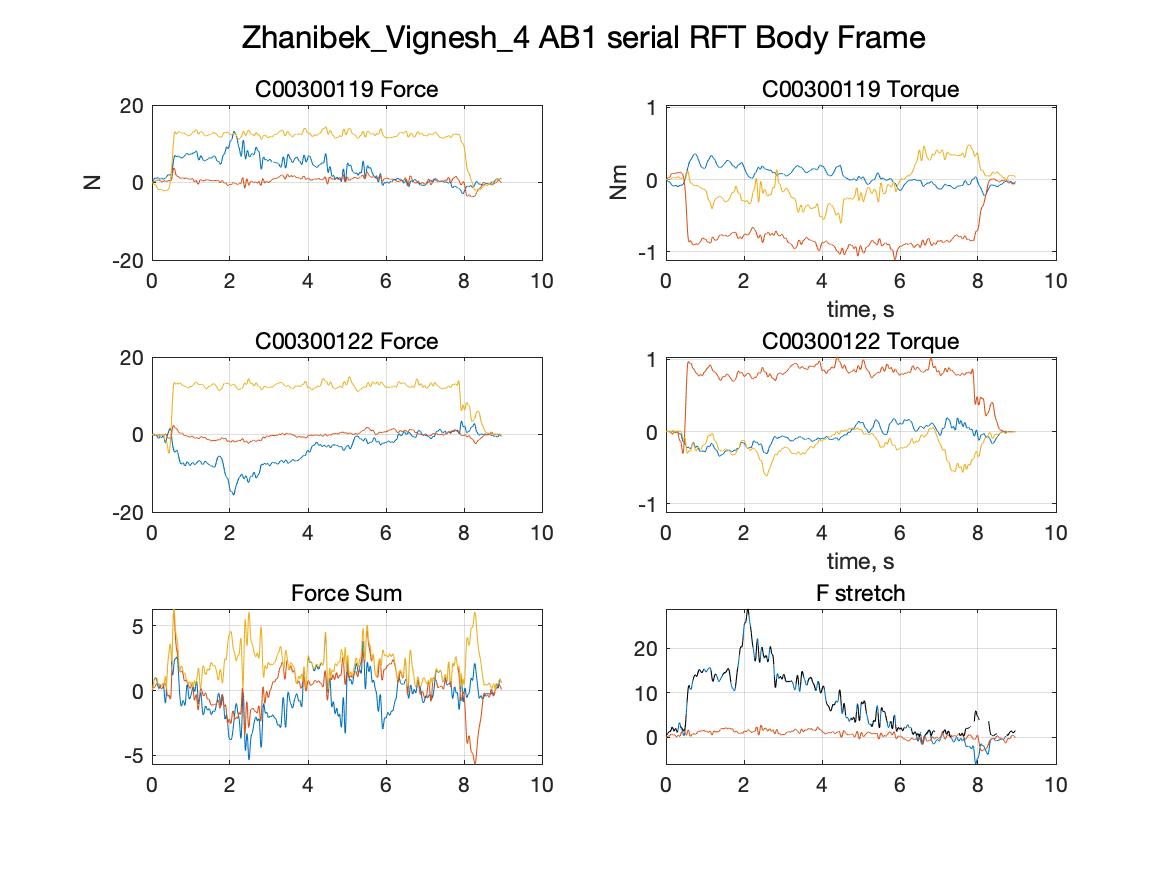 Zhanibek_Vignesh_4 AB1 serial RFT Body Frame
C00300119 Force
20
0
-20
N
0 2 4 6 8 10
C00300119 Torque
1
0
-1
Nm
0 2 4 6 8 10
time, s
C00300122 Force
20
0
-20
0 2 4 6 8 10
C00300122 Torque
1
0
-1
0 2 4 6 8 10
time, s
Force Sum
5
0
-5
0 2 4 6 8 10
F stretch
20
10
0
0 2 4 6 8 10